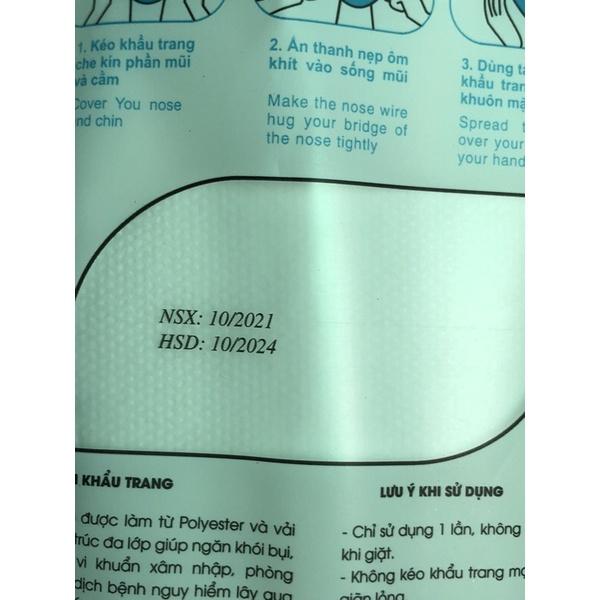 1. Kéo khẩu trang
che kín phần mũi
và cằm
Cover You nose
and chin
2. Ấn thanh nẹp ôm
khít vào sống mũi
Make the nose wire
hug your bridge of
the nose tightly
3. Dùng
khẩu
khuôn
Spread
over your
your
NSX: 10/2021
HSD: 10/2024
KHẨU TRANG
được làm từ Polyester và vải
trúc đa lớp giúp ngăn khói bụi,
vi khuẩn xâm nhập, phòng
dịch bệnh nguy hiểm lây qua
LƯU Ý KHI SỬ DỤNG
- Chỉ sử dụng 1 lần, không
khi giặt.
- Không kéo khẩu trang
giãn lỏng